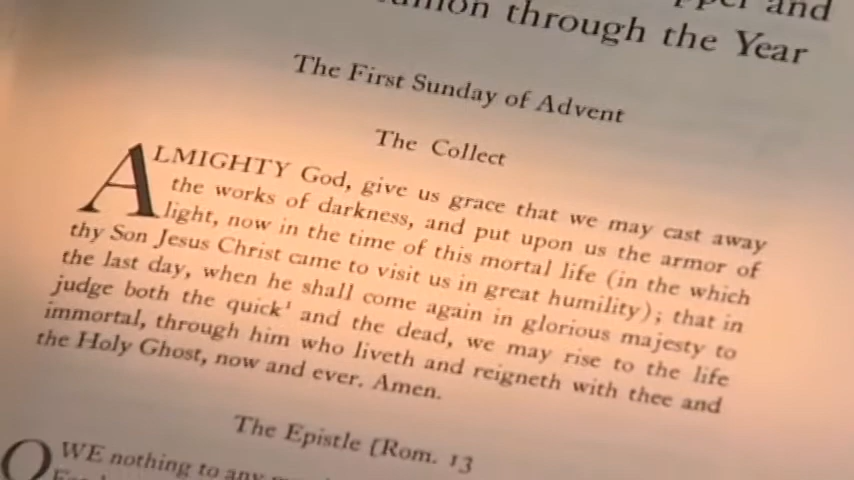 and
through the Year
The First Sunday of Advent
The Collect
ALMIGHTY God, give us grace that we may cast away
the works of darkness, and put upon us the armor of
light, now in the time of this mortal life (in the which
thy Son Jesus Christ came to visit us in great humility); that in
the last day, when he shall come again in glorious majesty to
judge both the quick¹ and the dead, we may rise to the life
immortal, through him who liveth and reigneth with thee and
the Holy Ghost, now and ever. Amen.
The Epistle [Rom. 13
OWE nothing to any